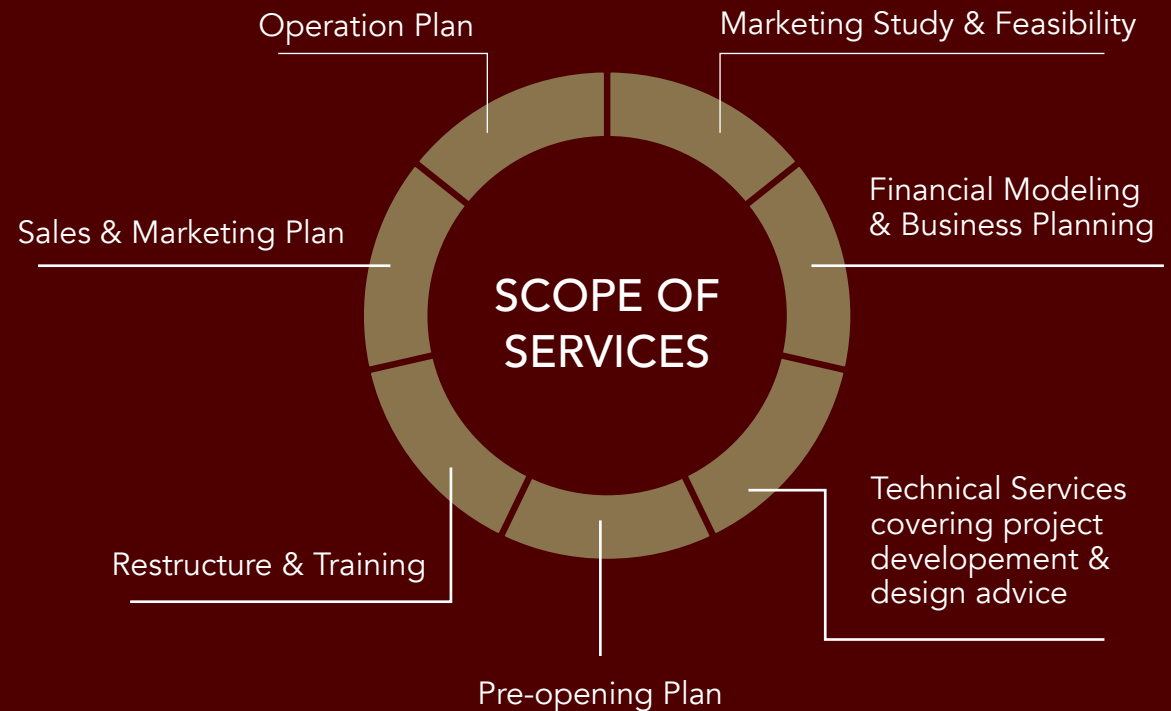 Operation Plan
Marketing Study & Feasibility
Financial Modeling
& Business Planning
Sales & Marketing Plan
SCOPE OF
SERVICES
Technical Services
covering project
developement &
design advice
Restructure & Training
Pre-opening Plan